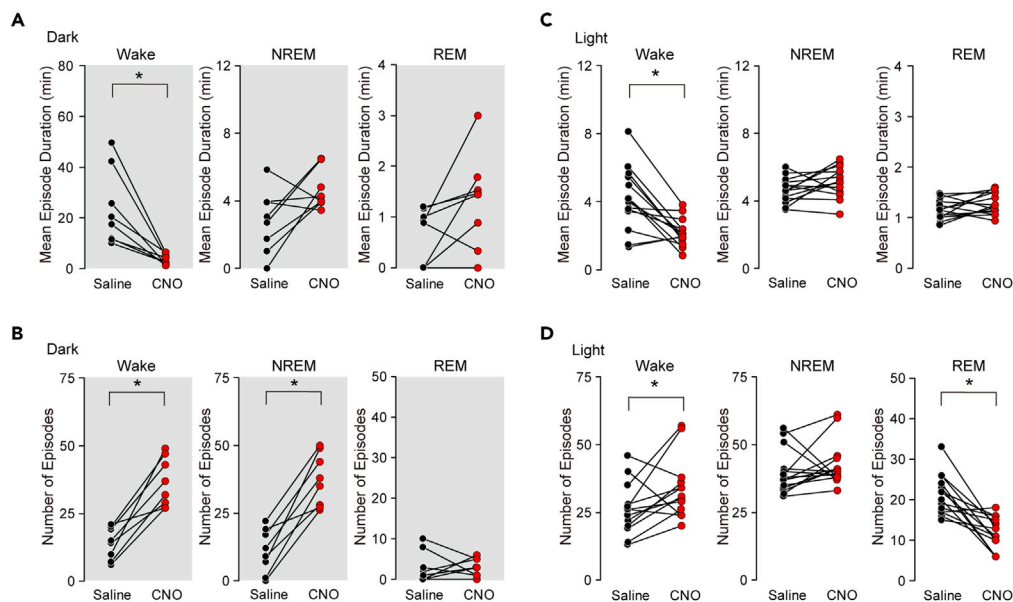 A
Dark
Wake
NREM
REM
Mean Episode Duration (min)
80
60
40
20
0
Saline CNO
*
Mean Episode Duration (min)
12
8
4
0
Saline CNO
Mean Episode Duration (min)
4
3
2
1
0
Saline CNO
C
Light
Wake
NREM
REM
Mean Episode Duration (min)
12
8
4
0
Saline CNO
*
Mean Episode Duration (min)
12
8
4
0
Saline CNO
Mean Episode Duration (min)
4
3
2
1
0
Saline CNO
B
Dark
Wake
NREM
REM
Number of Episodes
75
50
25
0
Saline CNO
*
Number of Episodes
75
50
25
0
Saline CNO
*
Number of Episodes
50
40
30
20
10
0
Saline CNO
D
Light
Wake
NREM
REM
Number of Episodes
75
50
25
0
Saline CNO
*
Number of Episodes
75
50
25
0
Saline CNO
Number of Episodes
50
40
30
20
10
0
Saline CNO
*